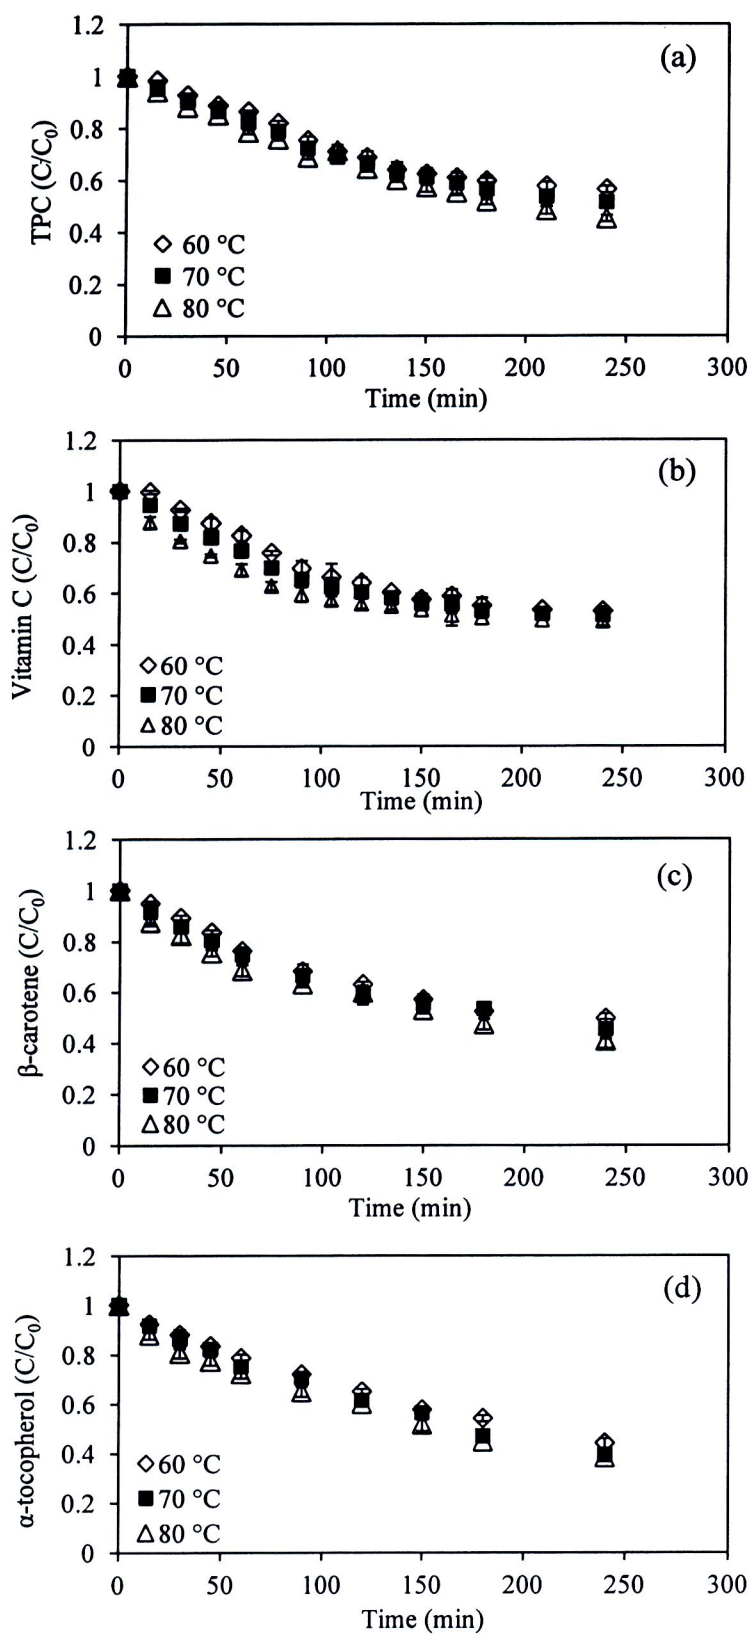 (a)
1.2
1
0.8
0.6
0.4
0.2
0
TPC (C/C₀)
60 °C
70 °C
80 °C
0 50 100 150 200 250 300
Time (min)
(b)
1.2
1
0.8
0.6
0.4
0.2
0
Vitamin C (C/C₀)
60 °C
70 °C
80 °C
0 50 100 150 200 250 300
Time (min)
(c)
1.2
1
0.8
0.6
0.4
0.2
0
β-carotene (C/C₀)
60 °C
70 °C
80 °C
0 50 100 150 200 250 300
Time (min)
(d)
1.2
1
0.8
0.6
0.4
0.2
0
α-tocopherol (C/C₀)
60 °C
70 °C
80 °C
0 50 100 150 200 250 300
Time (min)